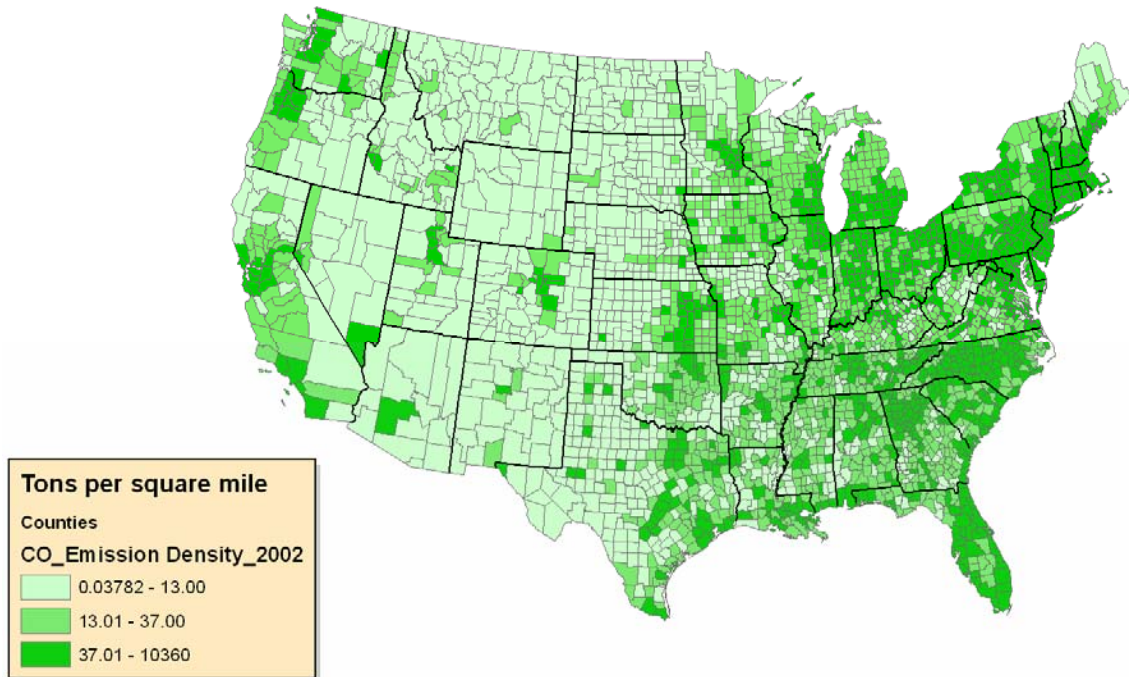 Tons per square mile
Counties
CO_Emission Density_2002
0.03782 - 13.00
13.01 - 37.00
37.01 - 10360